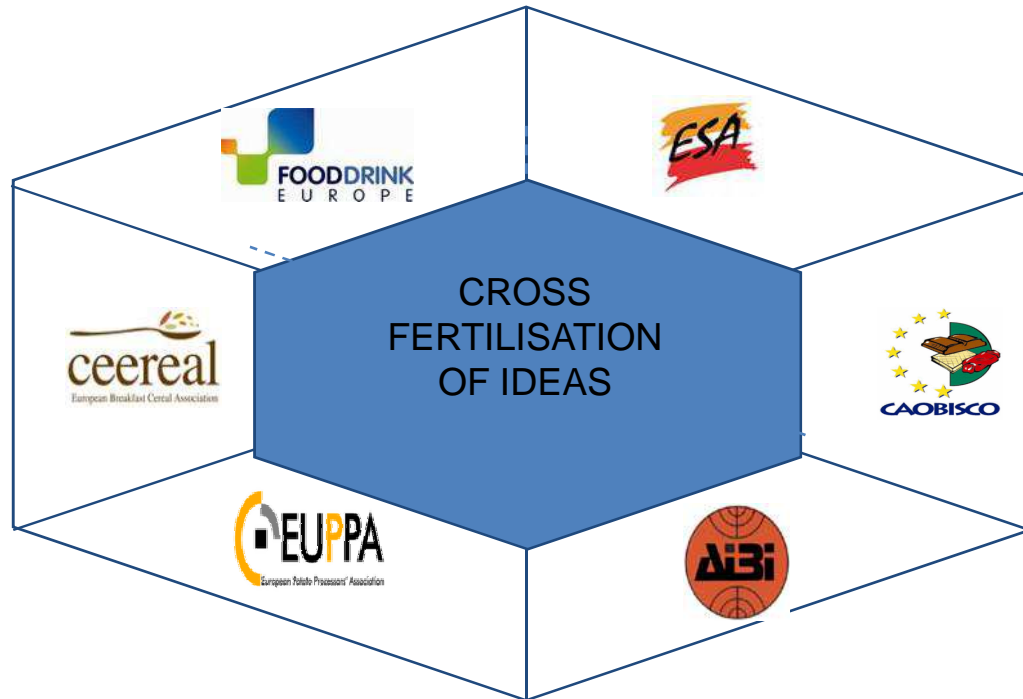 FOODDRINK
EUROPE
ESA
CROSS
FERTILISATION
OF IDEAS
ceereal
European Breakfast Cereal Association
CAOBISCO
EUPPA
European Potato Processors' Association
AiBi